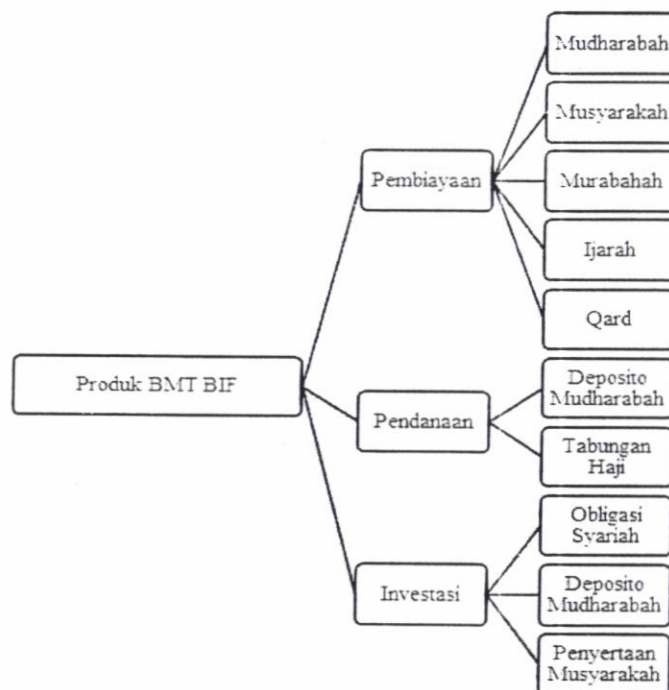 Mudharabah
Musyarakah
Pembiayaan
Murabahah
Ijarah
Qard
Produk BMT BIF
Pendanaan
Deposito
Mudharabah
Tabungan
Haji
Investasi
Obligasi
Syariah
Deposito
Mudharabah
Penyertaan
Musyarakah